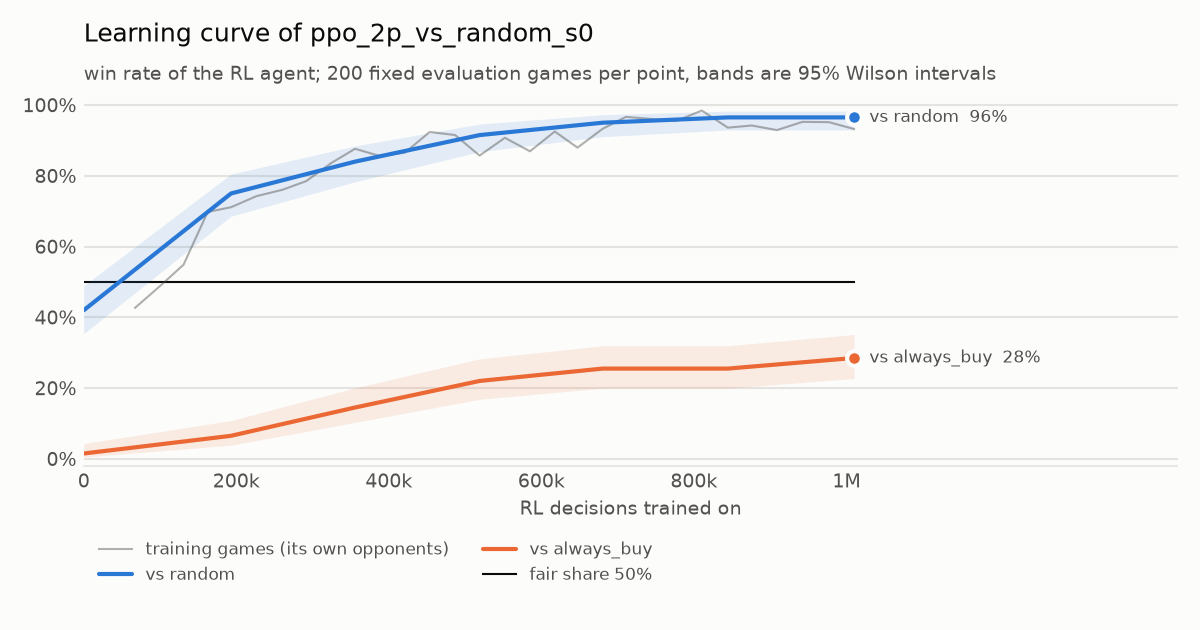 Learning curve of ppo_2p_vs_random_s0
win rate of the RL agent; 200 fixed evaluation games per point, bands are 95% Wilson intervals
100%
80%
60%
40%
20%
0%
vs random 96%
vs always_buy 28%
0 200k 400k 600k 800k 1M
RL decisions trained on
training games (its own opponents)
vs always_buy
vs random
fair share 50%